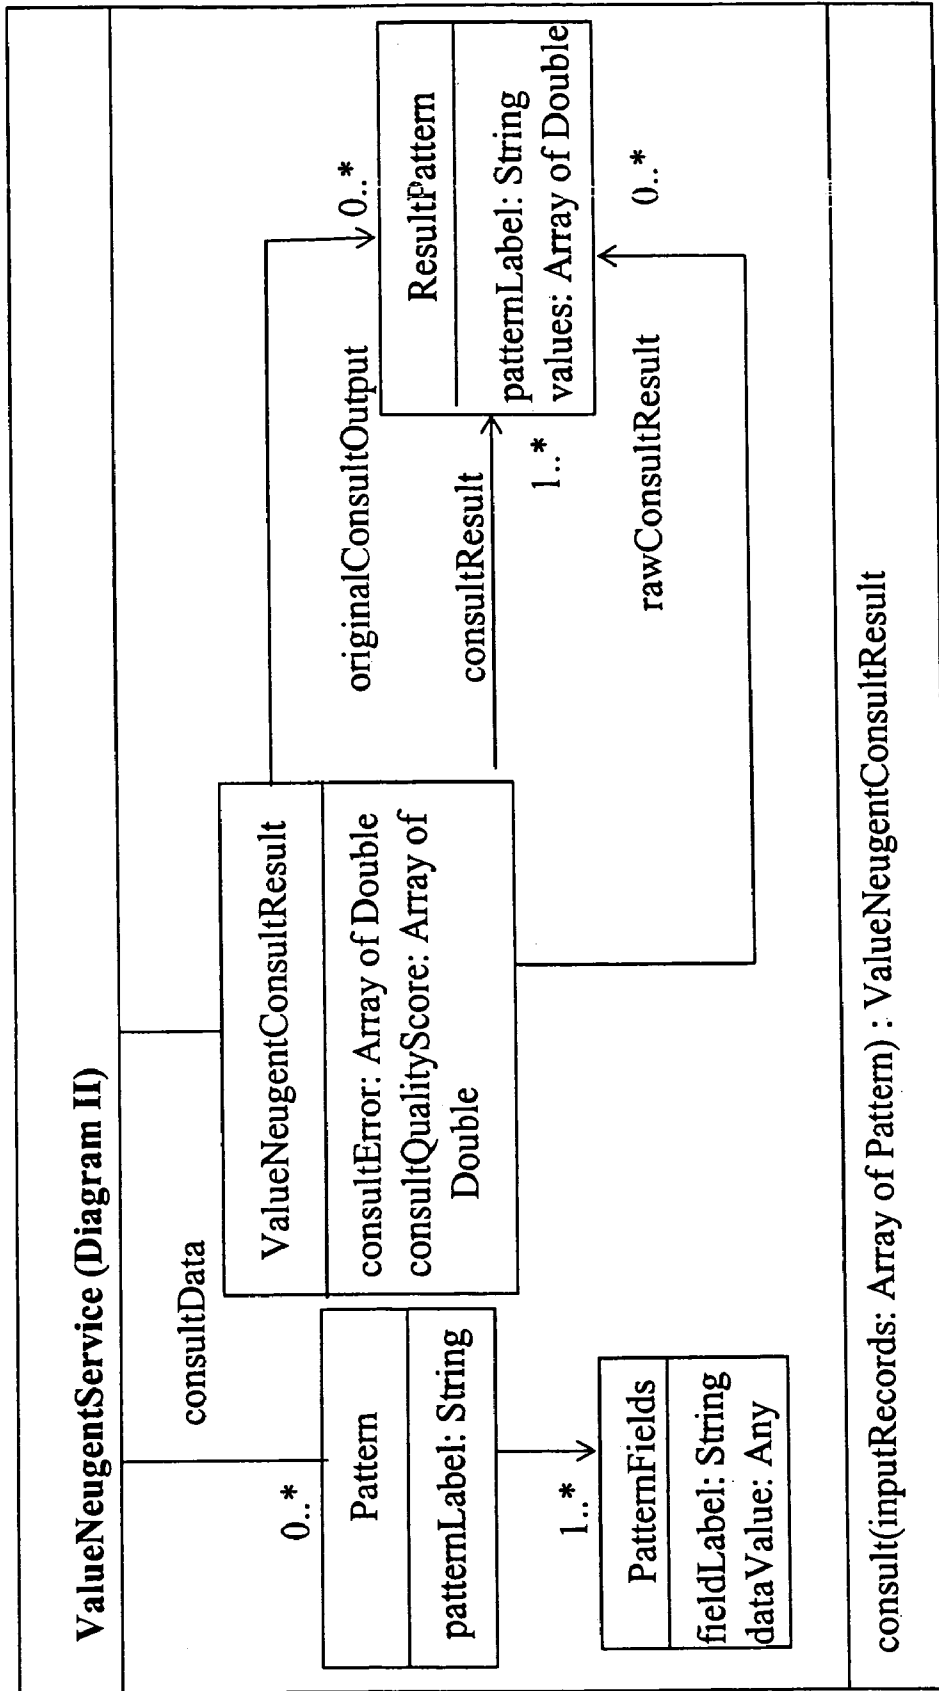 ValueNeugentService (Diagram II)
consultData
0..*
Pattern
patternLabel: String
1..*
PatternFields
fieldLabel: String
dataValue: Any
ValueNeugentConsultResult
consultError: Array of Double
consultQualityScore: Array of
Double
originalConsultOutput
0..*
consultResult
1..*
rawConsultResult
0..*
ResultPattern
patternLabel: String
values: Array of Double
consult(inputRecords: Array of Pattern) : ValueNeugentConsultResult